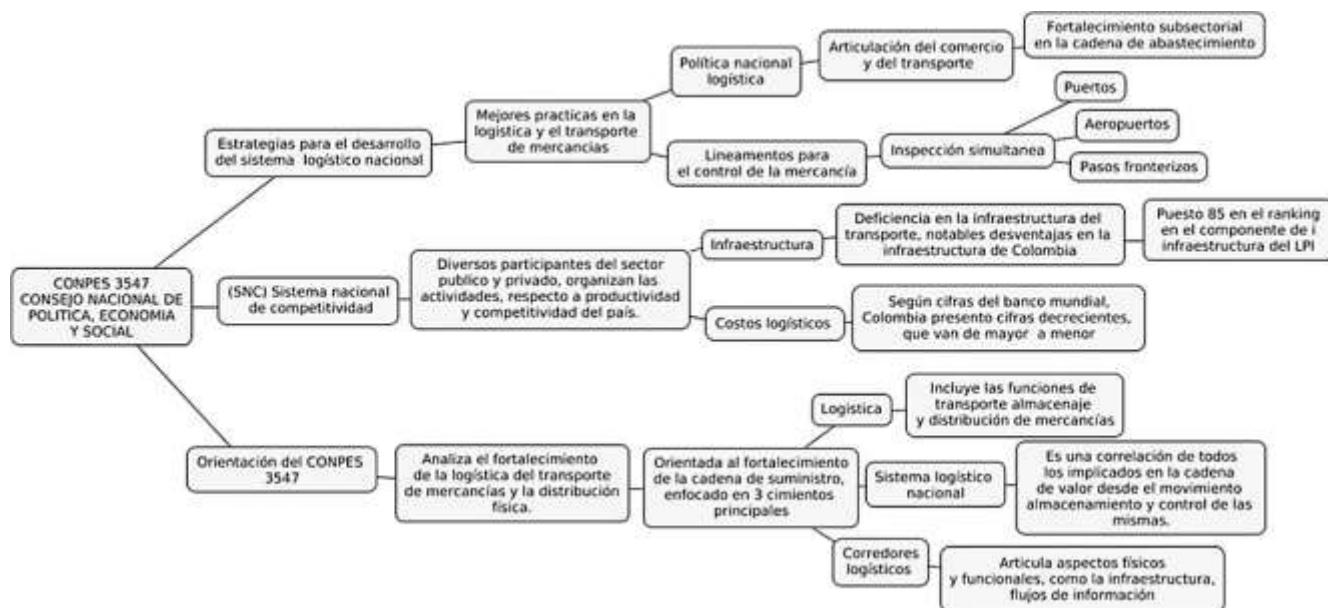 CONPES 3547
CONSEJO NACIONAL DE
POLITICA, ECONOMIA
Y SOCIAL
Estrategias para el desarrollo
del sistema logístico nacional
Mejores practicas en la
logística y el transporte
de mercancias
Política nacional
logística
Articulación del comercio
y del transporte
Fortalecimiento subsectorial
en la cadena de abastecimiento
Lineamentos para
el control de la mercancía
Inspección simultanea
Puertos
Aeropuertos
Pasos fronterizos
(SNC) Sistema nacional
de competitividad
Diversos participantes del sector
publico y privado, organizan las
actividades, respecto a productividad
y competitividad del país.
Infraestructura
Deficiencia en la infraestructura del
transporte, notables desventajas en la
infraestructura de Colombia
Puesto 85 en el ranking
en el componente de i
infraestructura del LPI
Costos logísticos
Según cifras del banco mundial,
Colombia presento cifras decrecientes,
que van de mayor a menor
Orientación del CONPES
3547
Analiza el fortalecimiento
de la logística del transporte
de mercancías y la distribución
física.
Orientada al fortalecimiento
de la cadena de suministro,
enfocado en 3 cimientos
principales
Logística
Incluye las funciones de
transporte almacenaje
y distribución de mercancías
Sistema logístico
nacional
Es una correlación de todos
los implicados en la cadena
de valor desde el movimiento
almacenamiento y control de las
mismas.
Corredores
logísticos
Articula aspectos físicos
y funcionales, como la infraestructura,
flujos de información